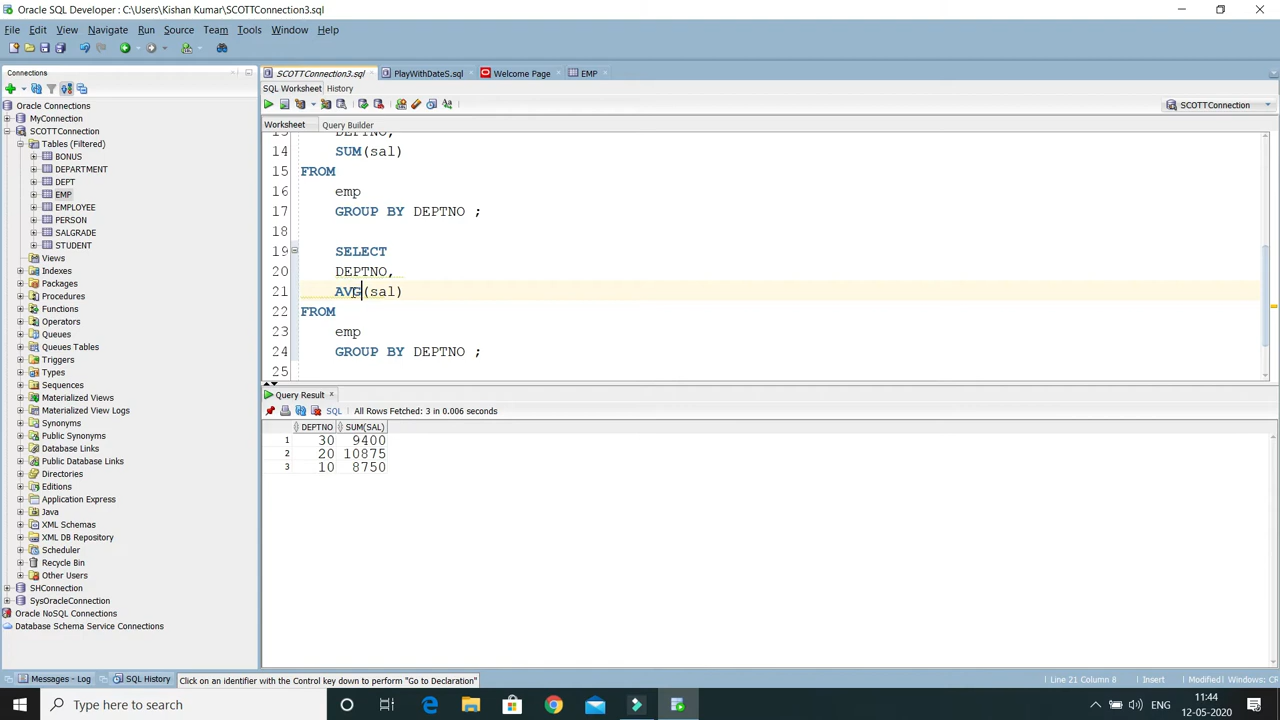 Oracle SQL Developer : C:\Users\Kishan Kumar\SCOTTConnection3.sql
File Edit View Navigate Run Source Team Tools Window Help
Connections
Oracle Connections
MyConnection
SCOTTConnection
Tables (Filtered)
BONUS
DEPARTMENT
DEPT
EMP
EMPLOYEE
PERSON
SALGRADE
STUDENT
Views
Indexes
Packages
Procedures
Functions
Operators
Queues
Queues Tables
Triggers
Types
Sequences
Materialized Views
Materialized View Logs
Synonyms
Public Synonyms
Database Links
Public Database Links
Directories
Editions
Application Express
Java
XML Schemas
XML DB Repository
Scheduler
Recycle Bin
Other Users
SHConnection
SysOracleConnection
Oracle NoSQL Connections
Database Schema Service Connections
SCOTTConnection3.sql PlayWithDateS.sql Welcome Page EMP
SQL Worksheet History
SCOTTConnection
Worksheet Query Builder
13 DEPTNO,
14 SUM(sal)
15 FROM
16 emp
17 GROUP BY DEPTNO ;
18
19 SELECT
20 DEPTNO,
21 AVG(sal)
22 FROM
23 emp
24 GROUP BY DEPTNO ;
25
Query Result
SQL All Rows Fetched: 3 in 0.006 seconds
DEPTNO SUM(SAL)
1 30 9400
2 20 10875
3 10 8750
Messages - Log SQL History Click on an identifier with the Control key down to perform "Go to Declaration" Line 21 Column 8 Insert Modified Windows: CR
Type here to search
ENG
11:44
12-05-2020